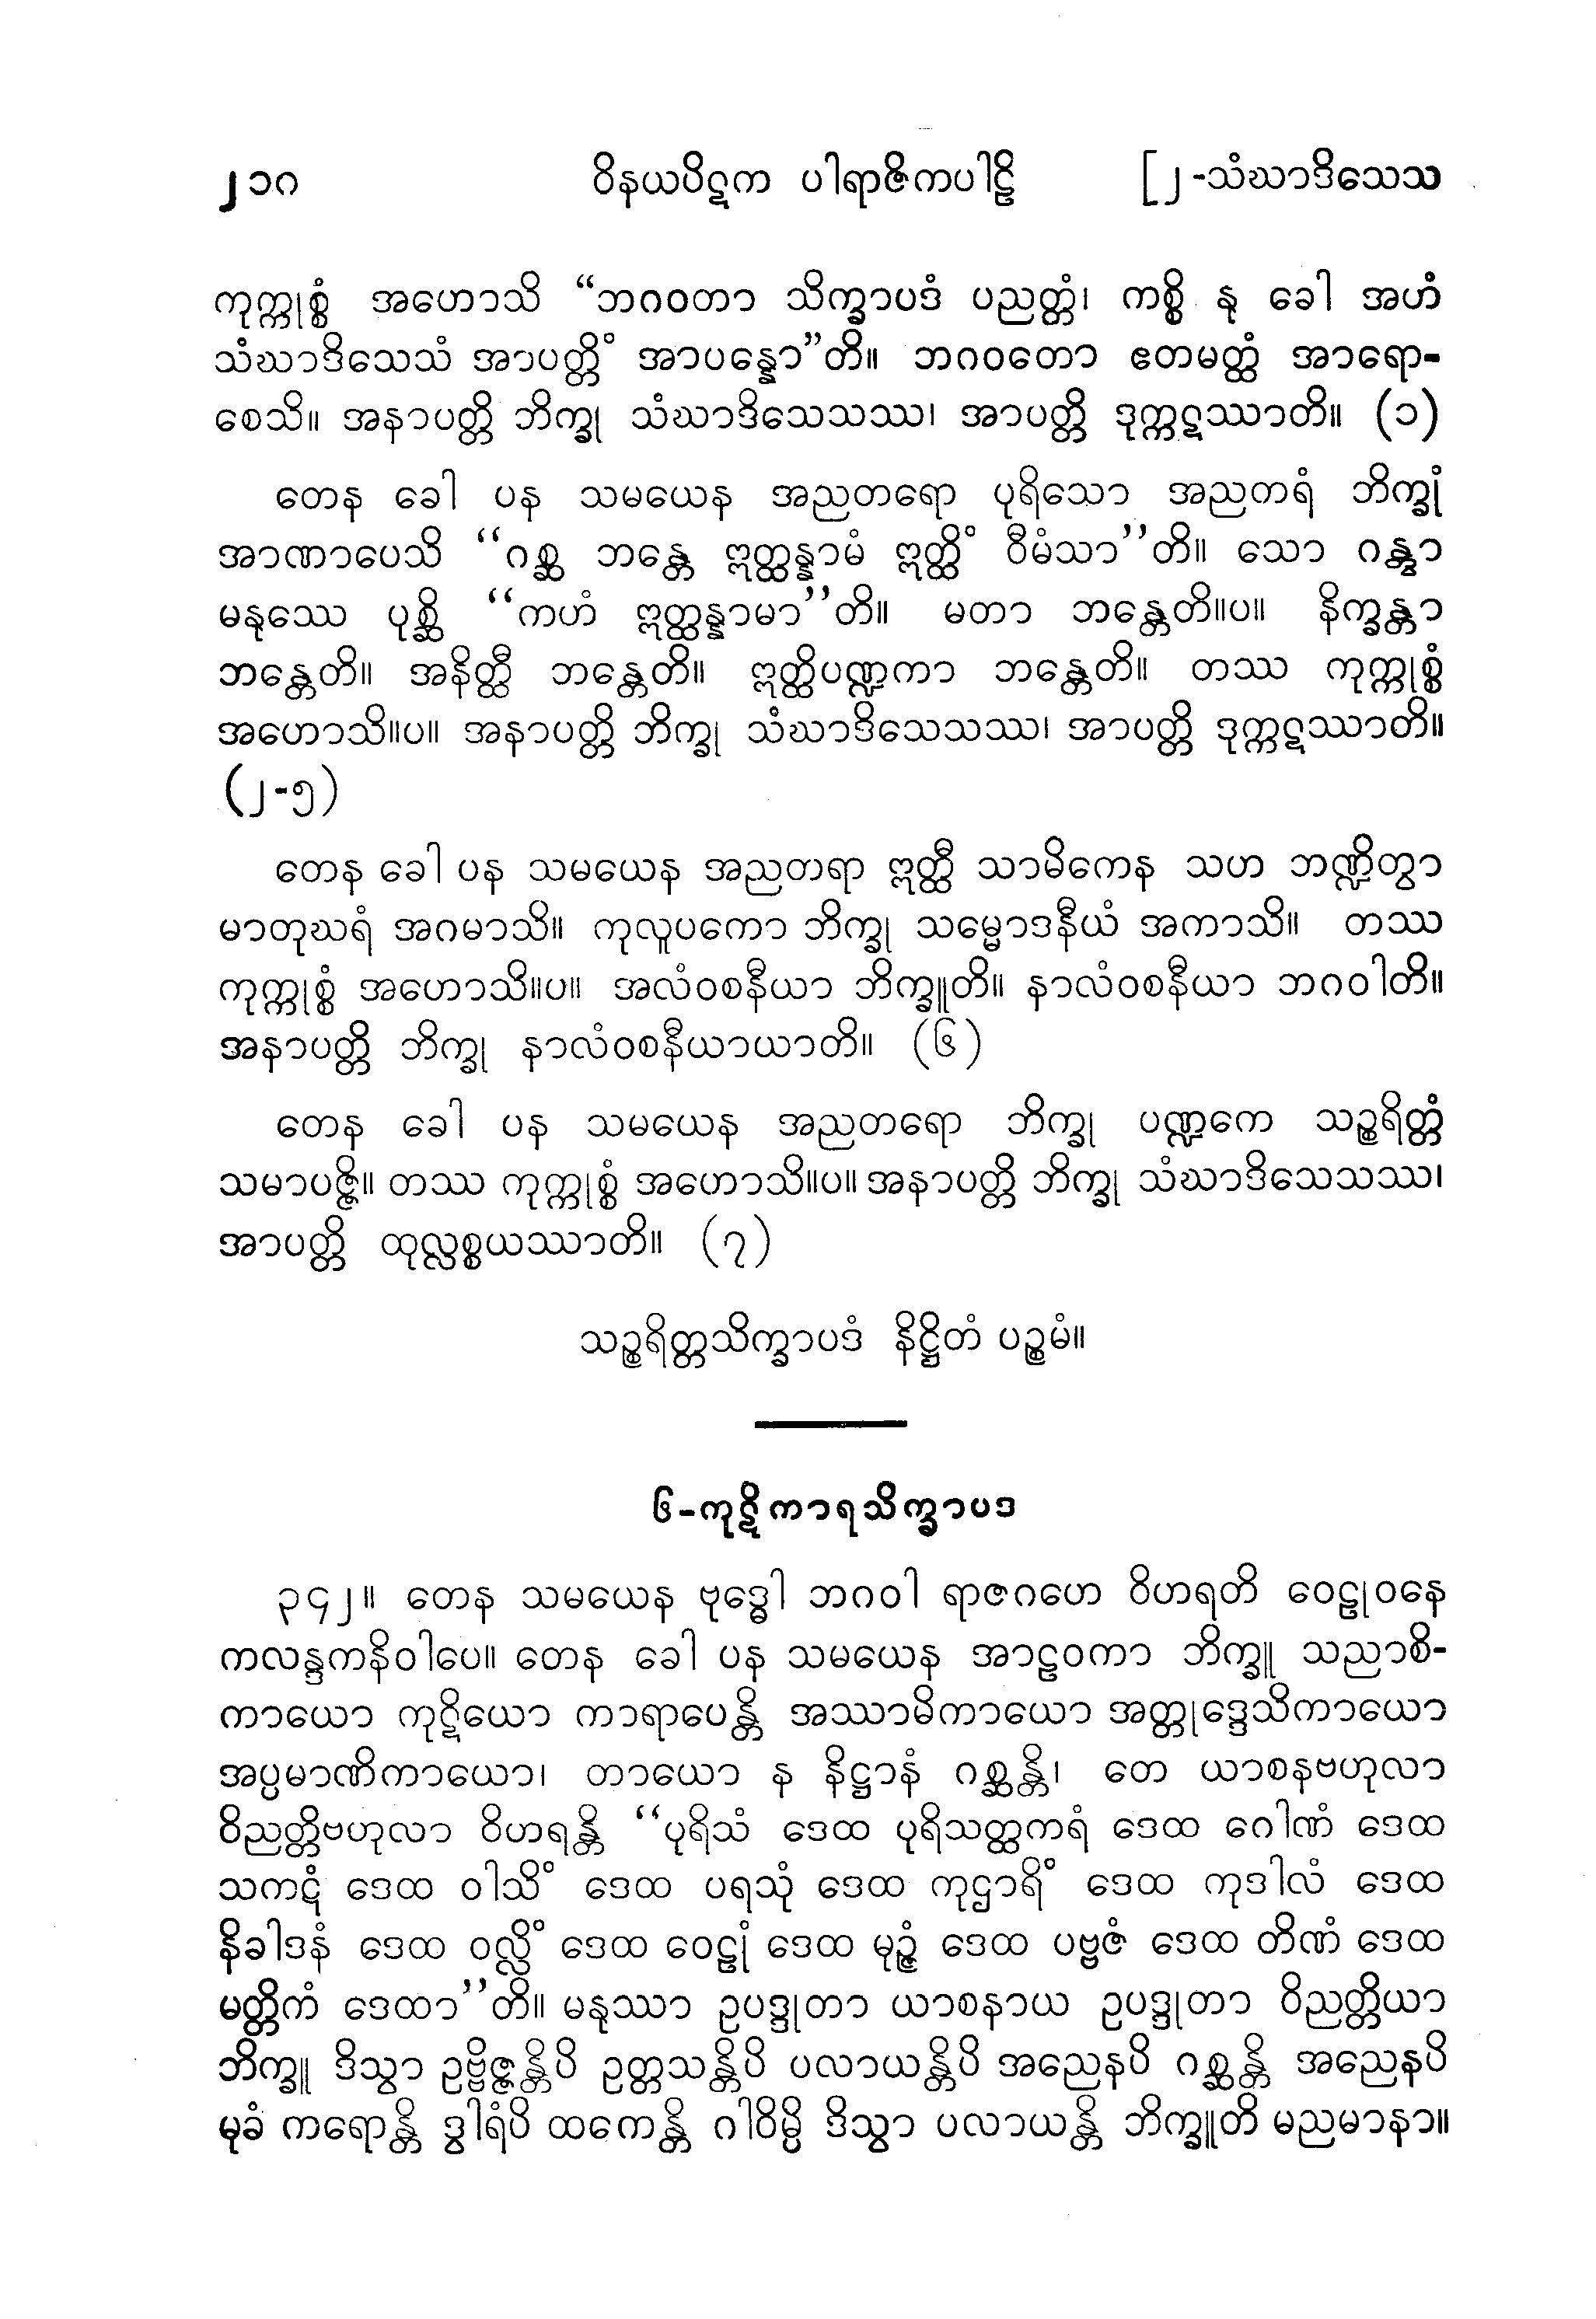 ၂၁၀ ဝိနယပိဋက ပါရာဇိကပါဠိ [၂-သံဃာဒိသေသ
ကုက္ကုစ္စံ အဟောသိ “ဘဂဝတာ သိက္ခာပဒံ ပညတ္တံ၊ ကစ္စိ နု ခေါ အဟံ
သံဃာဒိသေသံ အာပတ္တိံ အာပန္နော”တိ။ ဘဂဝတော ဧတမတ္ထံ အာရော-
စေသိ။ အနာပတ္တိ ဘိက္ခု သံဃာဒိသေသဿ၊ အာပတ္တိ ဒုက္ကဋဿာတိ။ (၁)
တေန ခေါ ပန သမယေန အညတရော ပုရိသော အညတရံ ဘိက္ခုံ
အာဏာပေသိ ‘‘ဂစ္ဆ ဘန္တေ ဣတ္ထန္နာမံ ဣတ္ထိံ ဝီမံသာ’’တိ။ သော ဂန္တွာ
မနုဿေ ပုစ္ဆိ ‘‘ကဟံ ဣတ္ထန္နာမာ’’တိ။ မတာ ဘန္တေတိ။ပ။ နိက္ခန္တာ
ဘန္တေတိ။ အနိတ္ထီ ဘန္တေတိ။ ဣတ္ထိပဏ္ဍကာ ဘန္တေတိ။ တဿ ကုက္ကုစ္စံ
အဟောသိ။ပ။ အနာပတ္တိ ဘိက္ခု သံဃာဒိသေသဿ၊ အာပတ္တိ ဒုက္ကဋဿာတိ။
(၂-၅)
တေန ခေါ ပန သမယေန အညတရာ ဣတ္ထီ သာမိကေန သဟ ဘဏ္ဍိတွာ
မာတုဃရံ အဂမာသိ။ ကုလူပကော ဘိက္ခု သမ္မောဒနီယံ အကာသိ။ တဿ
ကုက္ကုစ္စံ အဟောသိ။ပ။ အလံဝစနီယာ ဘိက္ခူတိ။ နာလံဝစနီယာ ဘဂဝါတိ။
အနာပတ္တိ ဘိက္ခု နာလံဝစနီယာယာတိ။ (၆)
တေန ခေါ ပန သမယေန အညတရော ဘိက္ခု ပဏ္ဍကေ သဉ္စရိတ္တံ
သမာပဇ္ဇိ။ တဿ ကုက္ကုစ္စံ အဟောသိ။ပ။ အနာပတ္တိ ဘိက္ခု သံဃာဒိသေသဿ၊
အာပတ္တိ ထုလ္လစ္စယဿာတိ။ (၇)
သဉ္စရိတ္တသိက္ခာပဒံ နိဋ္ဌိတံ ပဉ္စမံ။
၆-ကုဋိကာရသိက္ခာပဒ
၃၄၂။ တေန သမယေန ဗုဒ္ဓေါ ဘဂဝါ ရာဇဂဟေ ဝိဟရတိ ဝေဠုဝနေ
ကလန္ဒကနိဝါပေ။ တေန ခေါ ပန သမယေန အာဠဝကာ ဘိက္ခူ သညာစိ-
ကာယော ကုဋိယော ကာရာပေန္တိ အဿာမိကာယော အတ္တုဒ္ဒေသိကာယော
အပ္ပမာဏိကာယော၊ တာယော န နိဋ္ဌာနံ ဂစ္ဆန္တိ၊ တေ ယာစနဗဟုလာ
ဝိညတ္တိဗဟုလာ ဝိဟရန္တိ ‘‘ပုရိသံ ဒေထ ပုရိသတ္ထကရံ ဒေထ ဂေါဏံ ဒေထ
သကဋံ ဒေထ ဝါသိံ ဒေထ ပရသုံ ဒေထ ကုဌာရိံ ဒေထ ကုဒါလံ ဒေထ
နိခါဒနံ ဒေထ ဝလ္လိံ ဒေထ ဝေဠုံ ဒေထ မုဉ္ဇံ ဒေထ ပဗ္ဗဇံ ဒေထ တိဏံ ဒေထ
မတ္တိကံ ဒေထာ’’တိ။ မနုဿာ ဥပဒ္ဒုတာ ယာစနာယ ဥပဒ္ဒုတာ ဝိညတ္တိယာ
ဘိက္ခူ ဒိသွာ ဥဗ္ဗိဇ္ဇန္တိပိ ဥတ္တသန္တိပိ ပလာယန္တိပိ အညေနပိ ဂစ္ဆန္တိ အညေနပိ
မုခံ ကရောန္တိ ဒွါရံပိ ထကေန္တိ ဂါဝိမ္ပိ ဒိသွာ ပလာယန္တိ ဘိက္ခူတိ မညမာနာ။